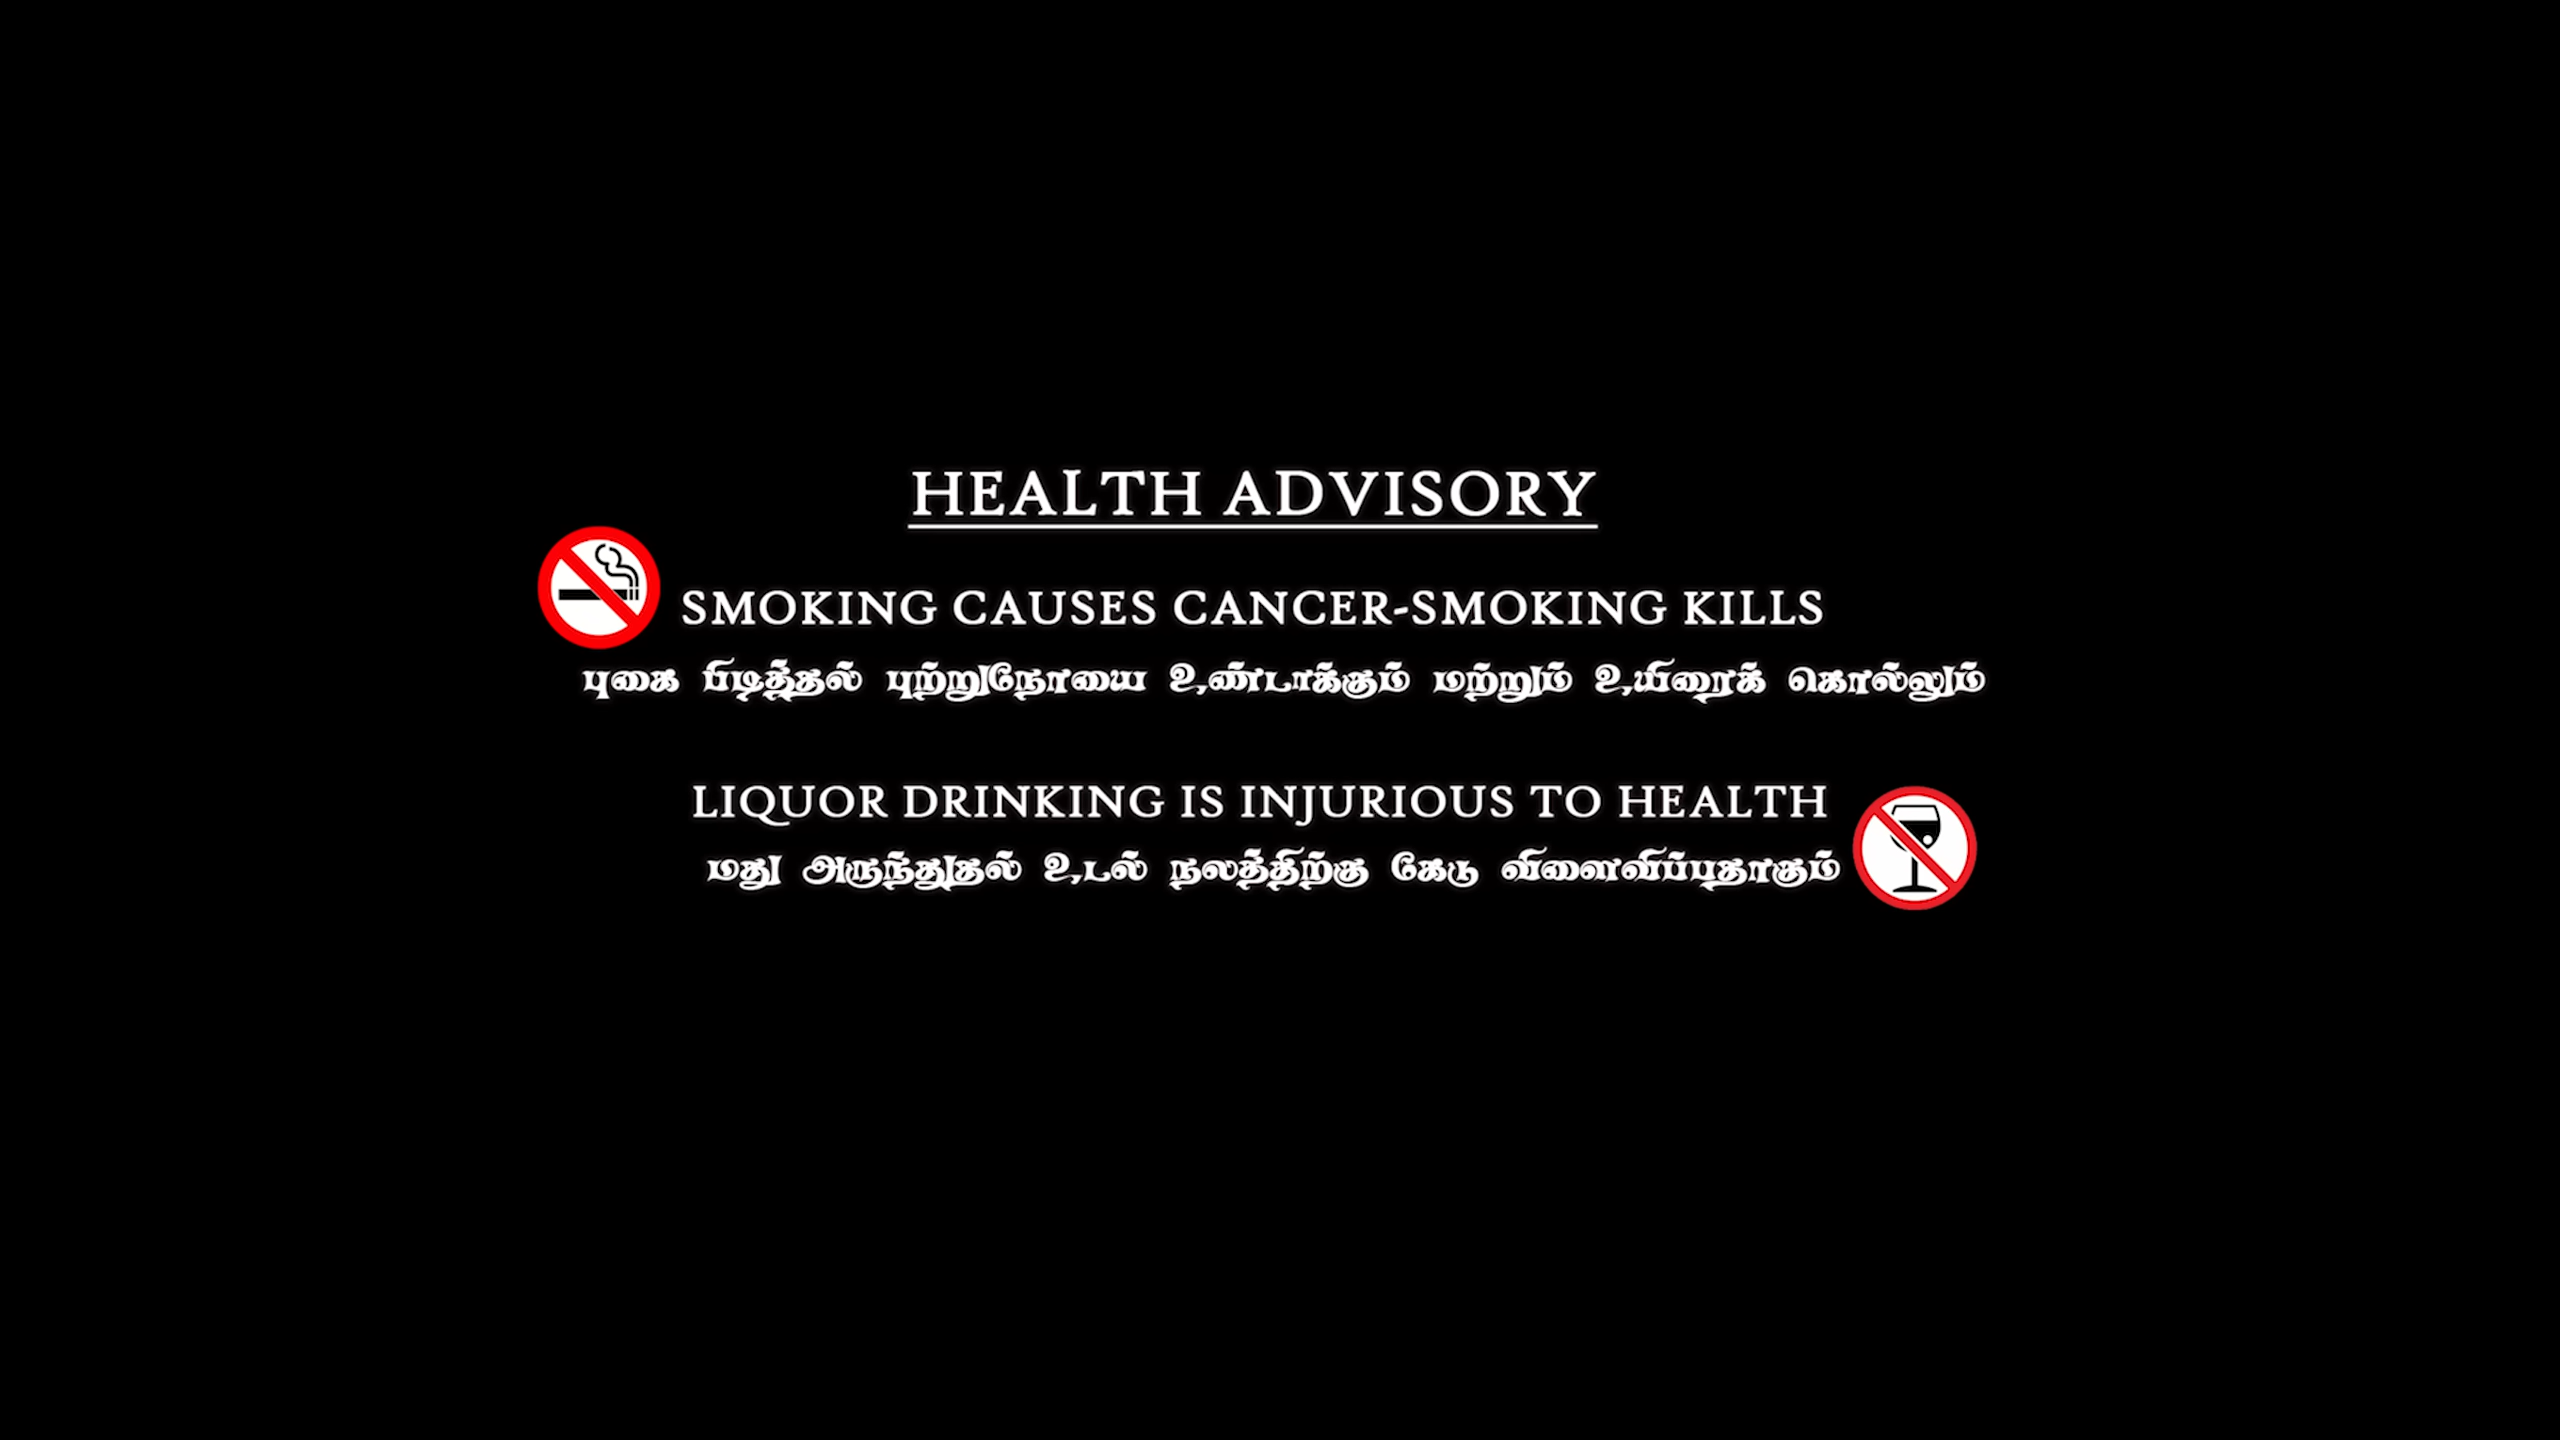 HEALTH ADVISORY
SMOKING CAUSES CANCER-SMOKING KILLS
புகை பிடித்தல் புற்றுநோயை உண்டாக்கும் மற்றும் உயிரைக் கொல்லும்
LIQUOR DRINKING IS INJURIOUS TO HEALTH
மது அருந்துதல் உடல் நலத்திற்கு கேடு விளைவிப்பதாகும்